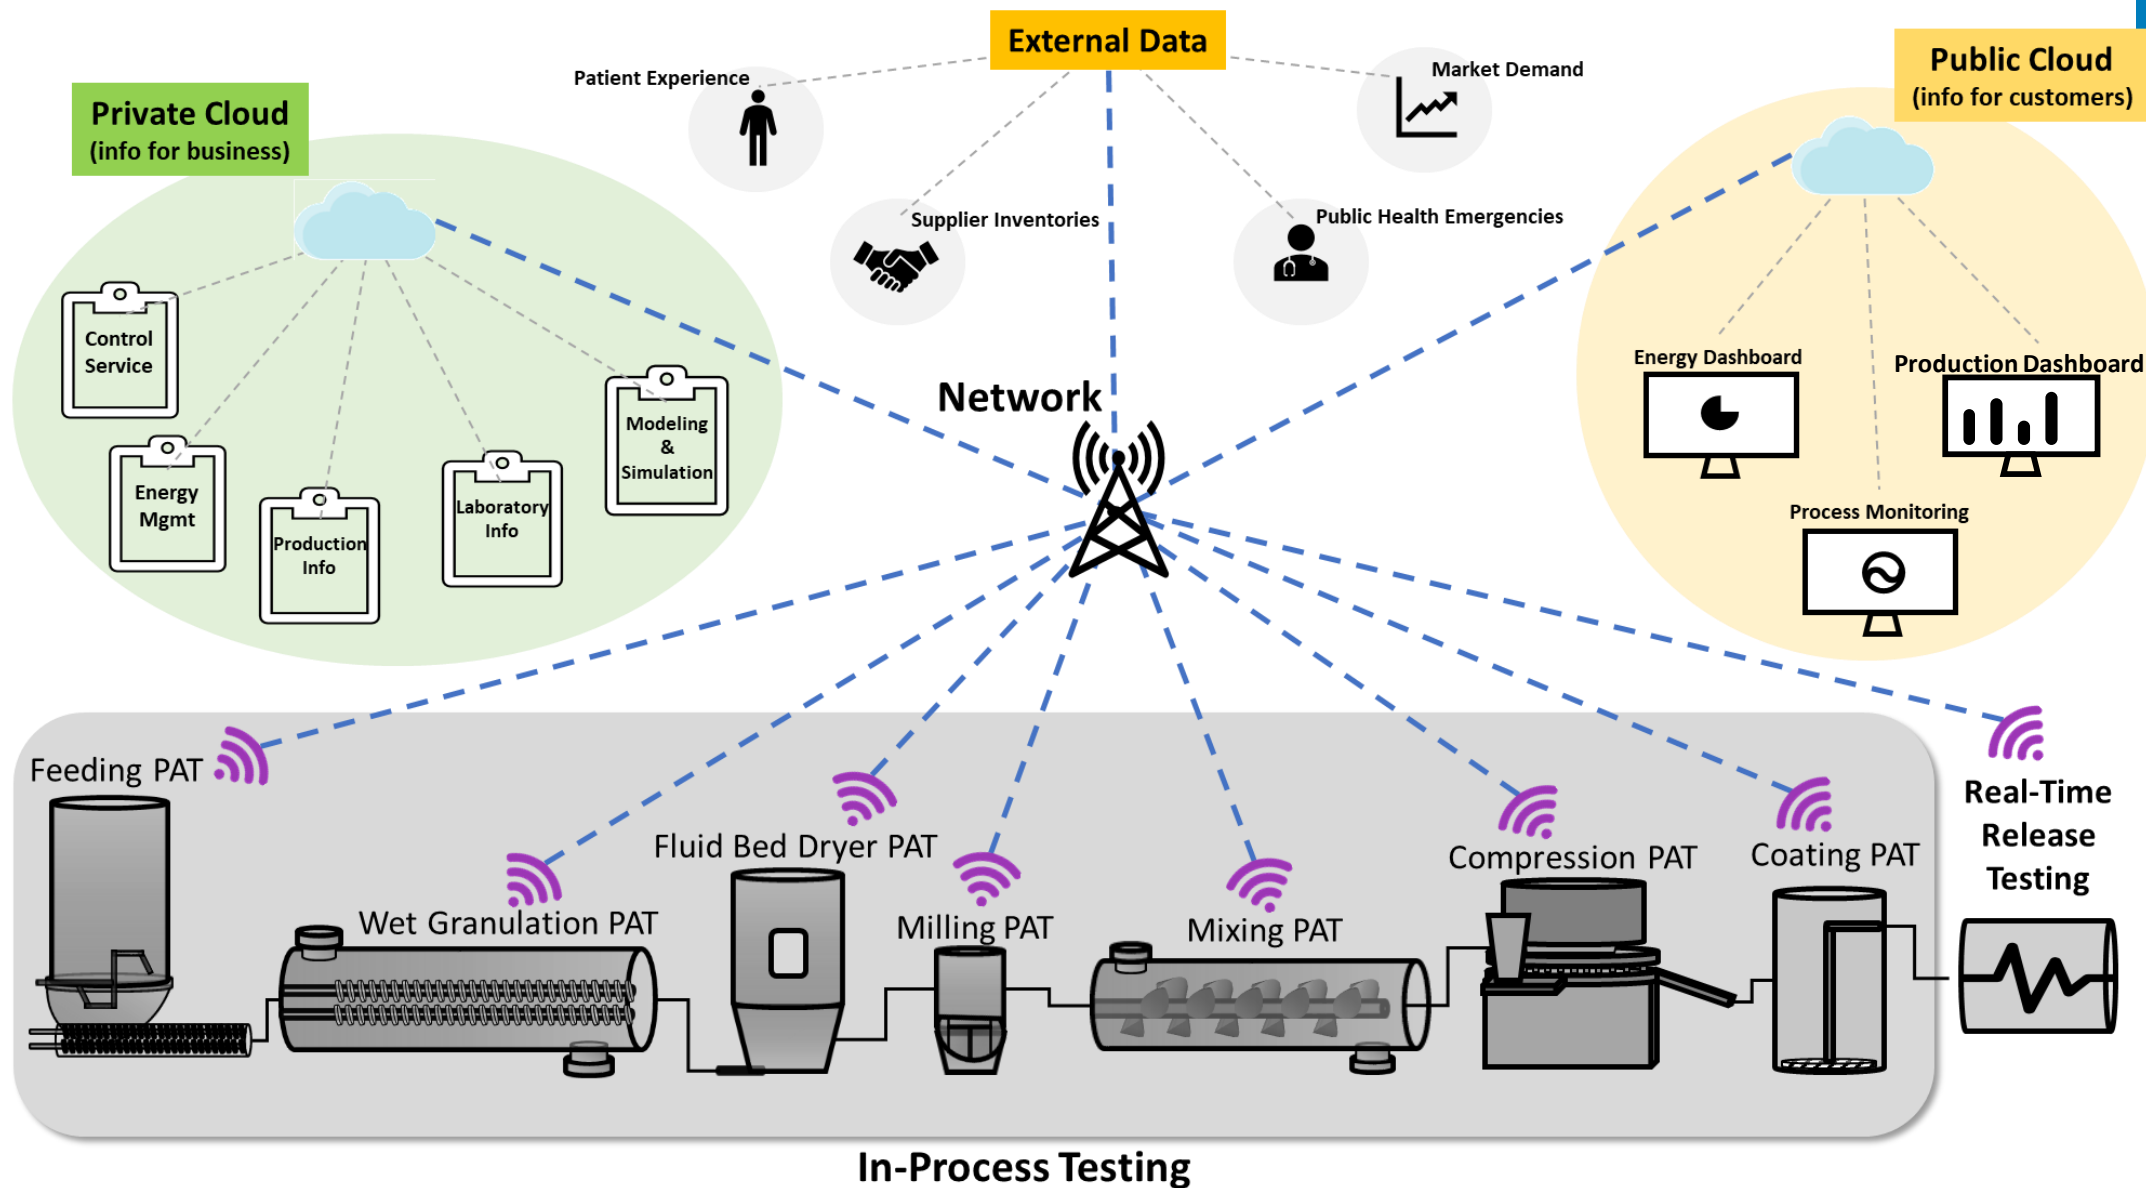 External Data
Patient Experience
Market Demand
Supplier Inventories
Public Health Emergencies
Private Cloud
(info for business)
Control
Service
Energy
Mgmt
Production
Info
Laboratory
Info
Modeling
&
Simulation
Public Cloud
(info for customers)
Energy Dashboard
Production Dashboard
Process Monitoring
Network
Feeding PAT
Wet Granulation PAT
Fluid Bed Dryer PAT
Milling PAT
Mixing PAT
Compression PAT
Coating PAT
Real-Time
Release
Testing
In-Process Testing